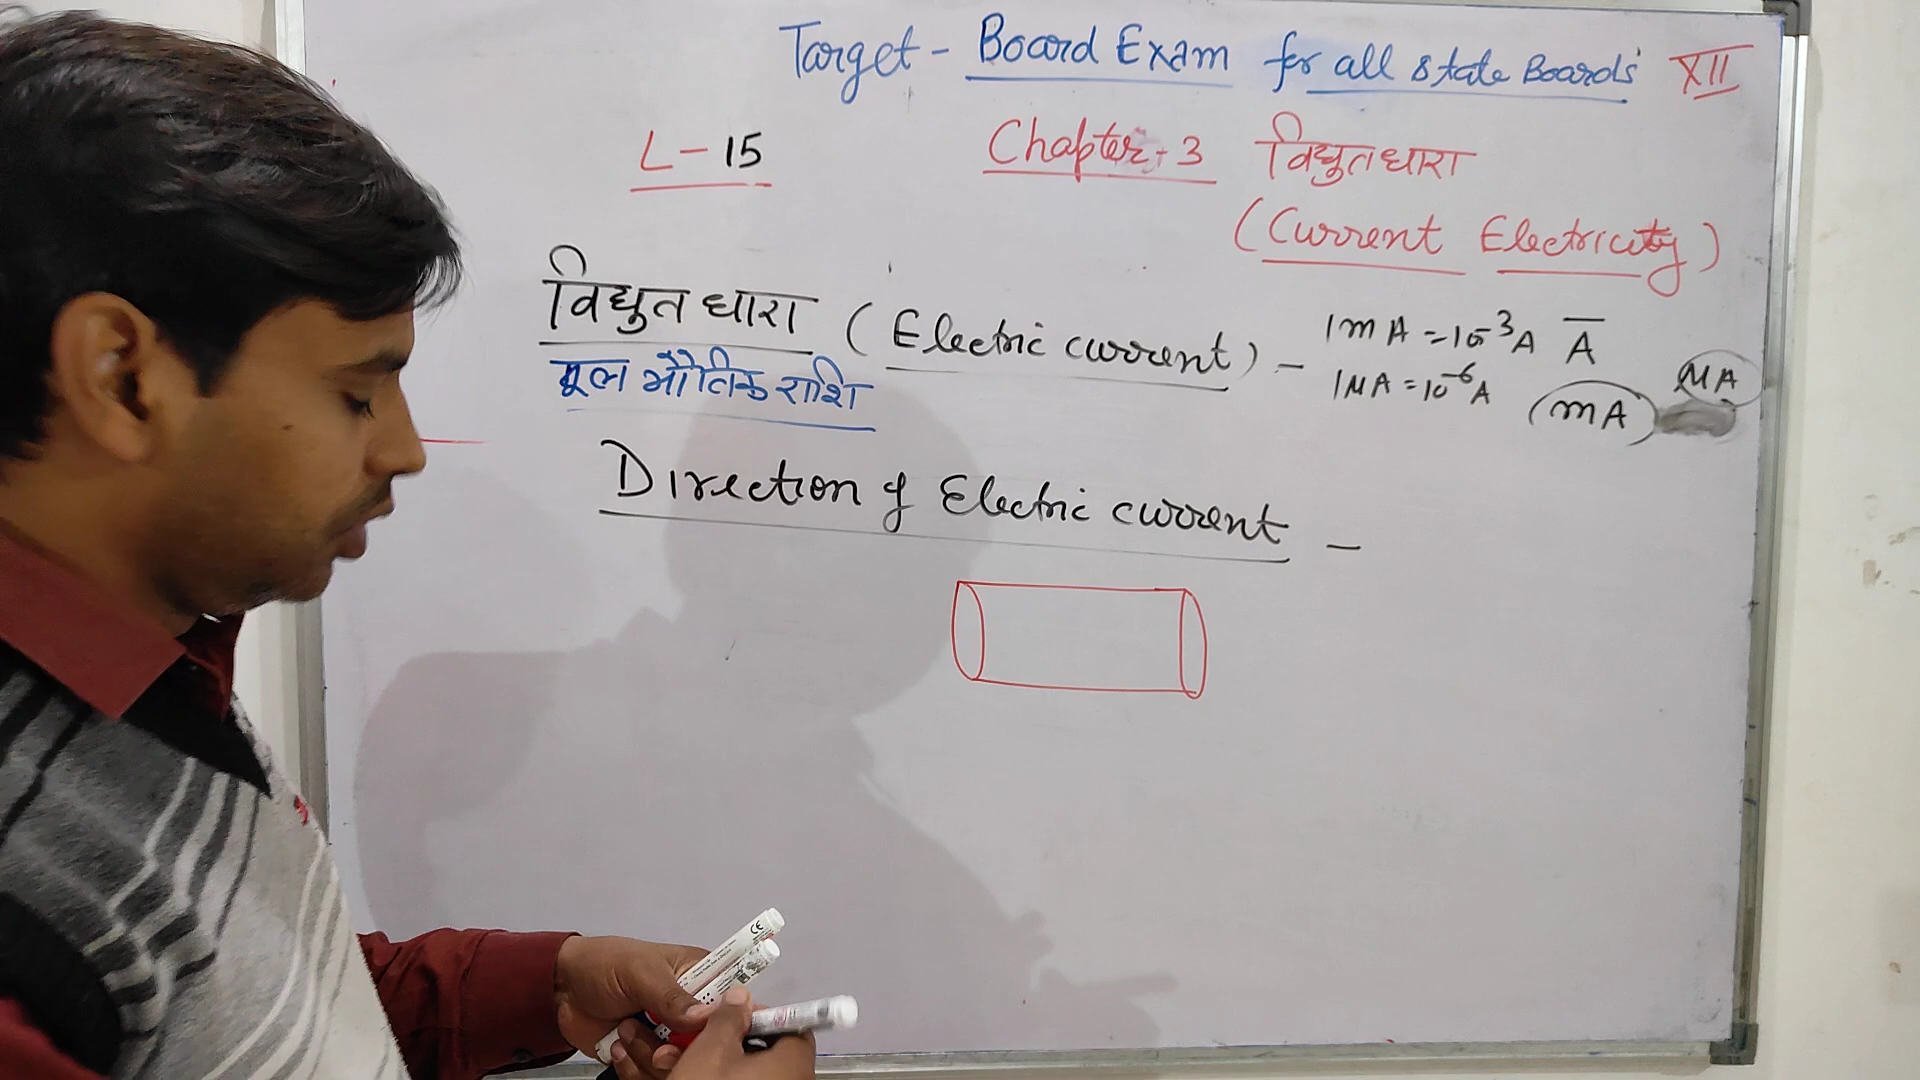 Target - Board Exam for all state Boards XII
L-15 Chapter-3 विद्युत धारा
(Current Electricity)
विद्युत धारा (Electric current) -
मूल भौतिक राशि
1mA = 10⁻³A A
1μA = 10⁻⁶A (mA) μA
Direction of Electric current -
CE